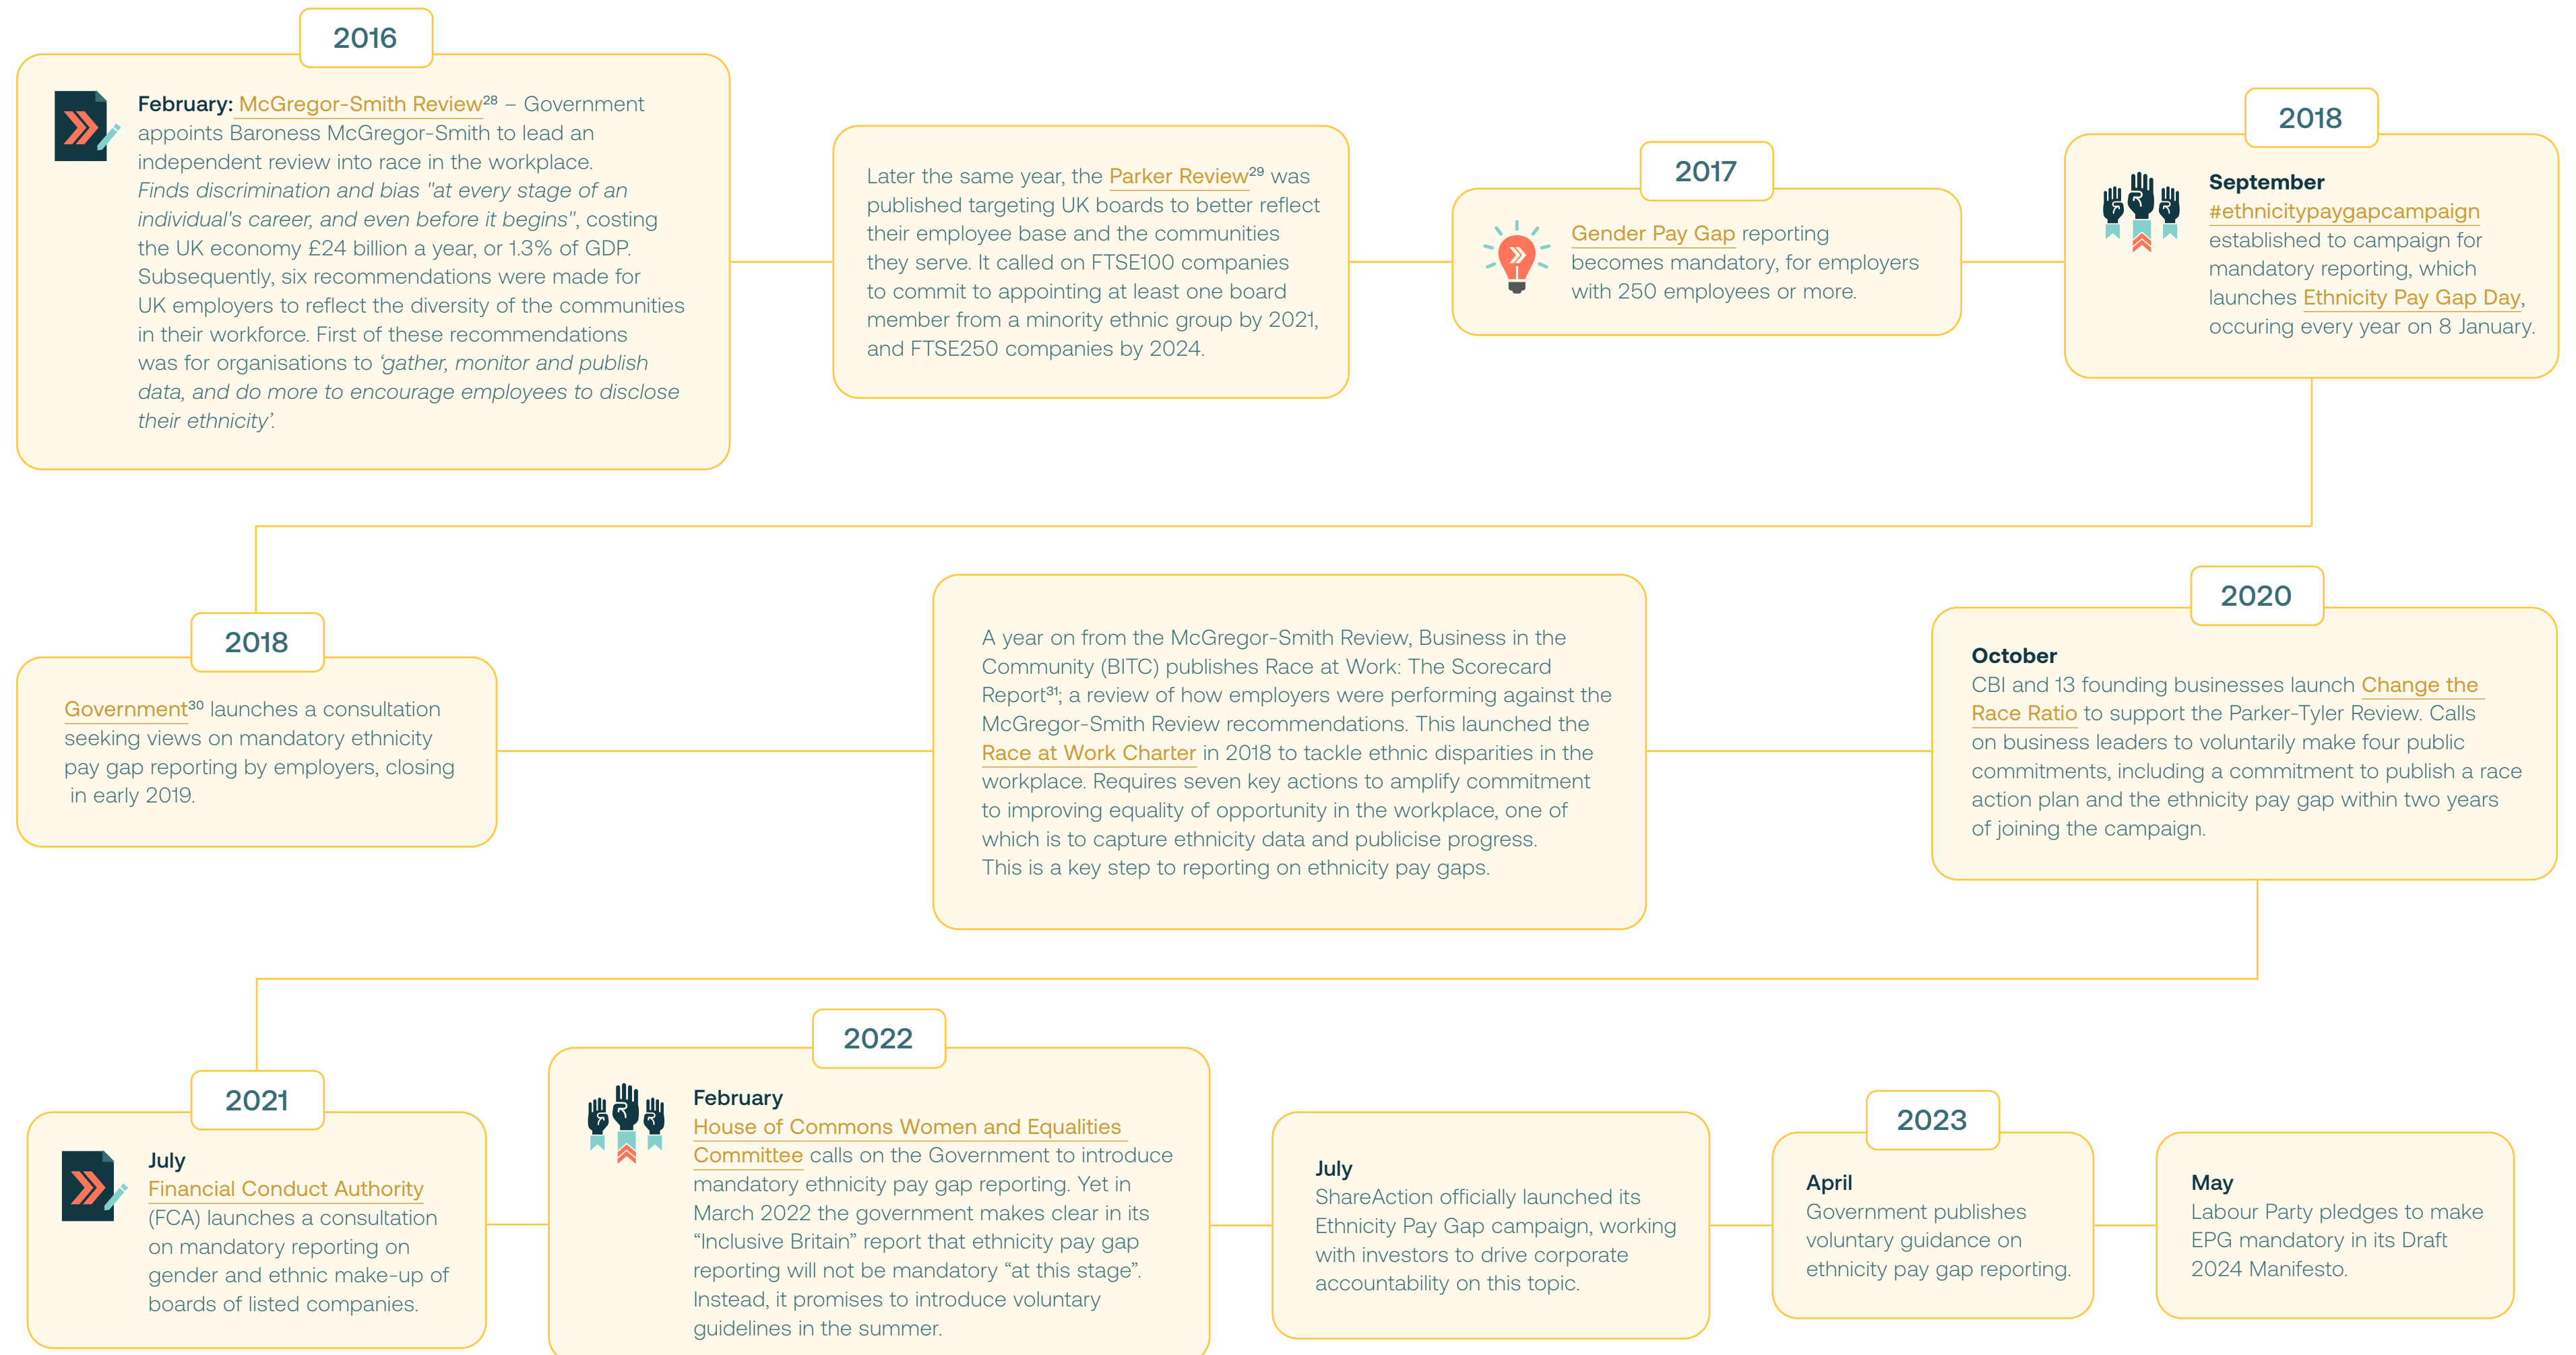 2016
February: McGregor-Smith Review²⁸ – Government
appoints Baroness McGregor-Smith to lead an
independent review into race in the workplace.
Finds discrimination and bias "at every stage of an
individual's career, and even before it begins", costing
the UK economy £24 billion a year, or 1.3% of GDP.
Subsequently, six recommendations were made for
UK employers to reflect the diversity of the communities
in their workforce. First of these recommendations
was for organisations to ‘gather, monitor and publish
data, and do more to encourage employees to disclose
their ethnicity’.
Later the same year, the Parker Review²⁹ was
published targeting UK boards to better reflect
their employee base and the communities
they serve. It called on FTSE100 companies
to commit to appointing at least one board
member from a minority ethnic group by 2021,
and FTSE250 companies by 2024.
2017
Gender Pay Gap reporting
becomes mandatory, for employers
with 250 employees or more.
2018
September
#ethnicitypaygapcampaign
established to campaign for
mandatory reporting, which
launches Ethnicity Pay Gap Day,
occuring every year on 8 January.
2018
Government³⁰ launches a consultation
seeking views on mandatory ethnicity
pay gap reporting by employers, closing
in early 2019.
A year on from the McGregor-Smith Review, Business in the
Community (BITC) publishes Race at Work: The Scorecard
Report³¹; a review of how employers were performing against the
McGregor-Smith Review recommendations. This launched the
Race at Work Charter in 2018 to tackle ethnic disparities in the
workplace. Requires seven key actions to amplify commitment
to improving equality of opportunity in the workplace, one of
which is to capture ethnicity data and publicise progress.
This is a key step to reporting on ethnicity pay gaps.
2020
October
CBI and 13 founding businesses launch Change the
Race Ratio to support the Parker-Tyler Review. Calls
on business leaders to voluntarily make four public
commitments, including a commitment to publish a race
action plan and the ethnicity pay gap within two years
of joining the campaign.
2021
July
Financial Conduct Authority
(FCA) launches a consultation
on mandatory reporting on
gender and ethnic make-up of
boards of listed companies.
2022
February
House of Commons Women and Equalities
Committee calls on the Government to introduce
mandatory ethnicity pay gap reporting. Yet in
March 2022 the government makes clear in its
“Inclusive Britain” report that ethnicity pay gap
reporting will not be mandatory “at this stage”.
Instead, it promises to introduce voluntary
guidelines in the summer.
July
ShareAction officially launched its
Ethnicity Pay Gap campaign, working
with investors to drive corporate
accountability on this topic.
2023
April
Government publishes
voluntary guidance on
ethnicity pay gap reporting.
May
Labour Party pledges to make
EPG mandatory in its Draft
2024 Manifesto.